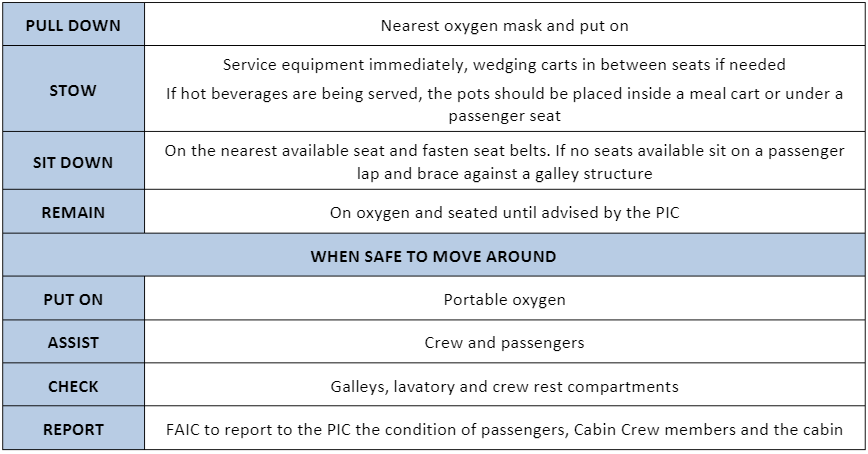 PULL DOWN
Nearest oxygen mask and put on
STOW
Service equipment immediately, wedging carts in between seats if needed
If hot beverages are being served, the pots should be placed inside a meal cart or under a
passenger seat
SIT DOWN
On the nearest available seat and fasten seat belts. If no seats available sit on a passenger
lap and brace against a galley structure
REMAIN
On oxygen and seated until advised by the PIC
WHEN SAFE TO MOVE AROUND
PUT ON
Portable oxygen
ASSIST
Crew and passengers
CHECK
Galleys, lavatory and crew rest compartments
REPORT
FAIC to report to the PIC the condition of passengers, Cabin Crew members and the cabin